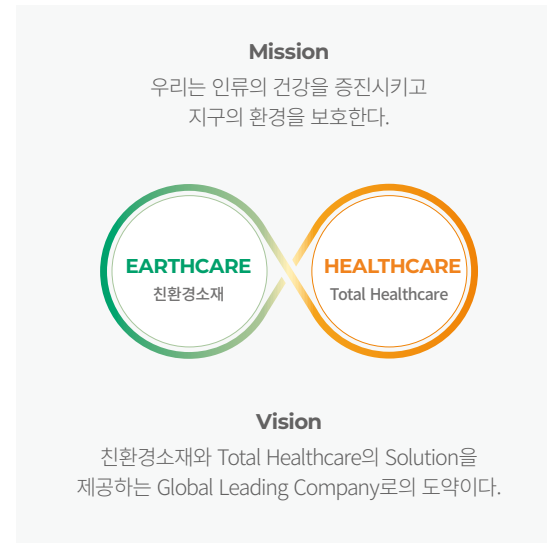 Mission
우리는 인류의 건강을 증진시키고
지구의 환경을 보호한다.
EARTHCARE
친환경소재
HEALTHCARE
Total Healthcare
Vision
친환경소재와 Total Healthcare의 Solution을
제공하는 Global Leading Company로의 도약이다.